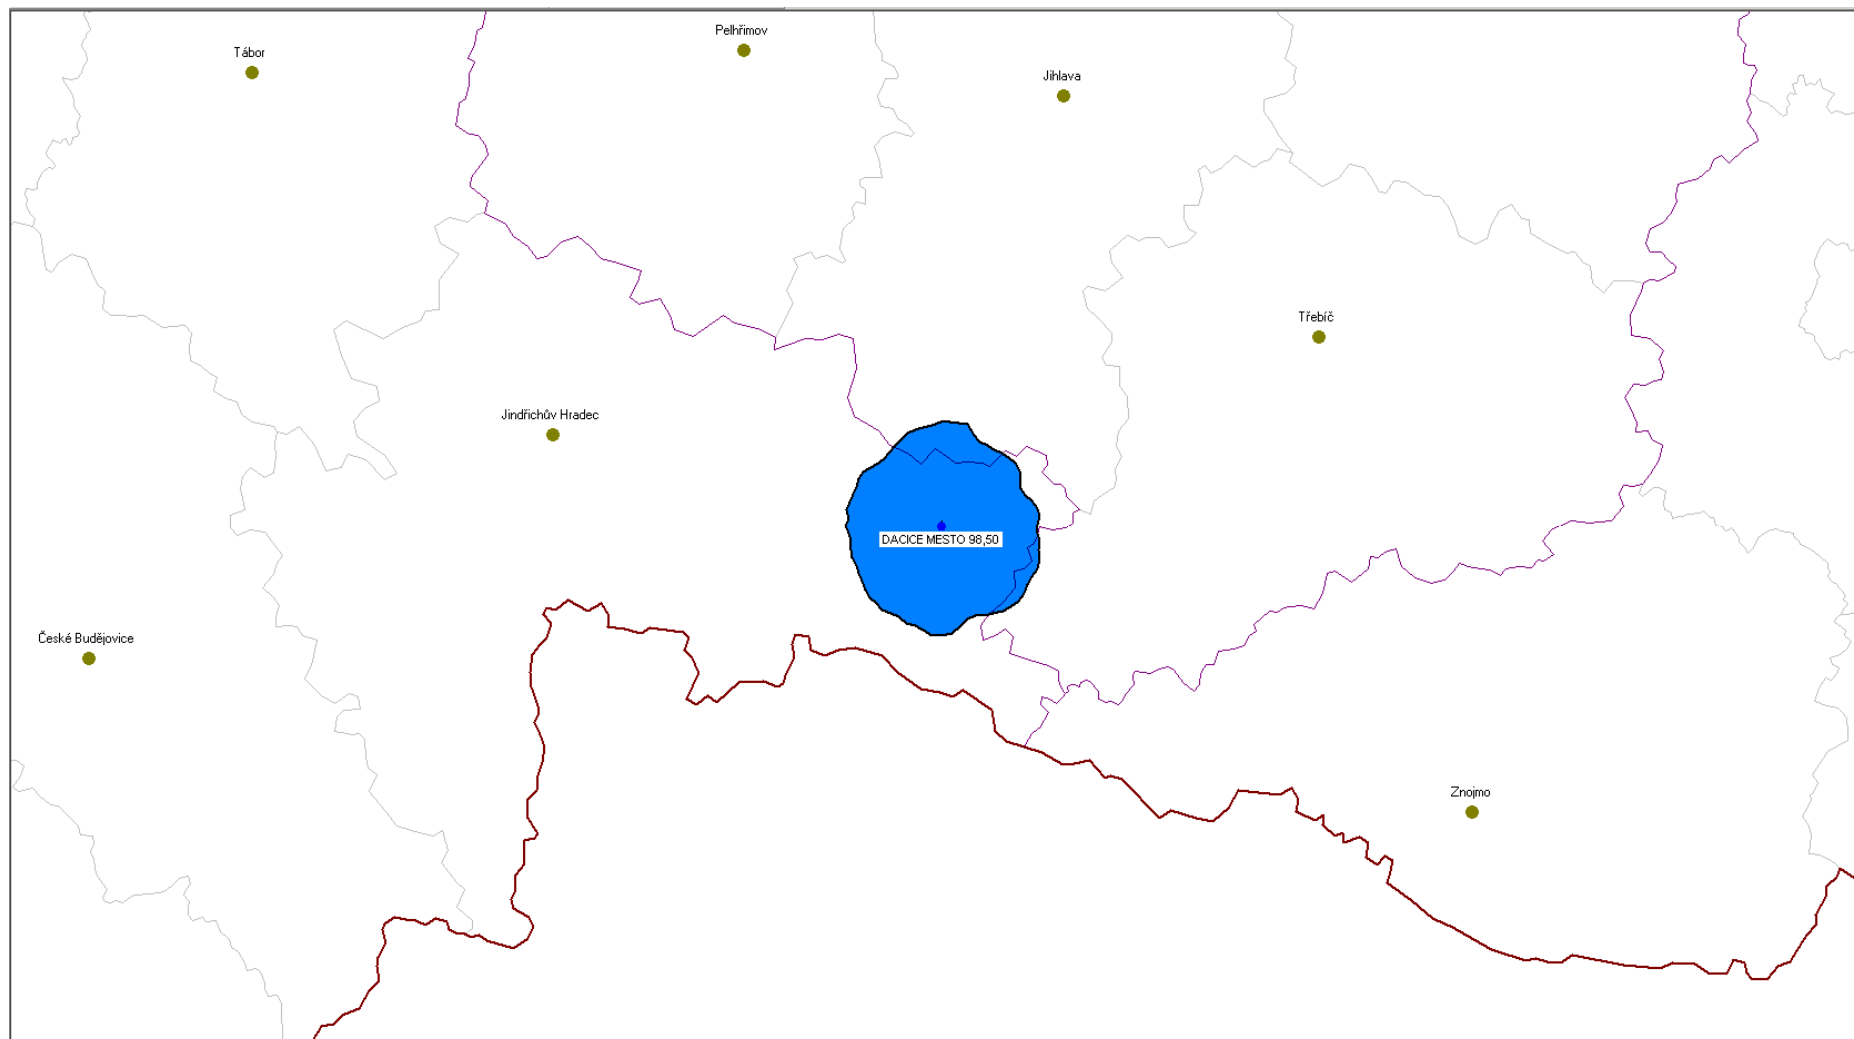 Pelhřimov
Tábor
Jihlava
Třebíč
Jindřichův Hradec
DACICE MESTO 98,50
České Budějovice
Znojmo